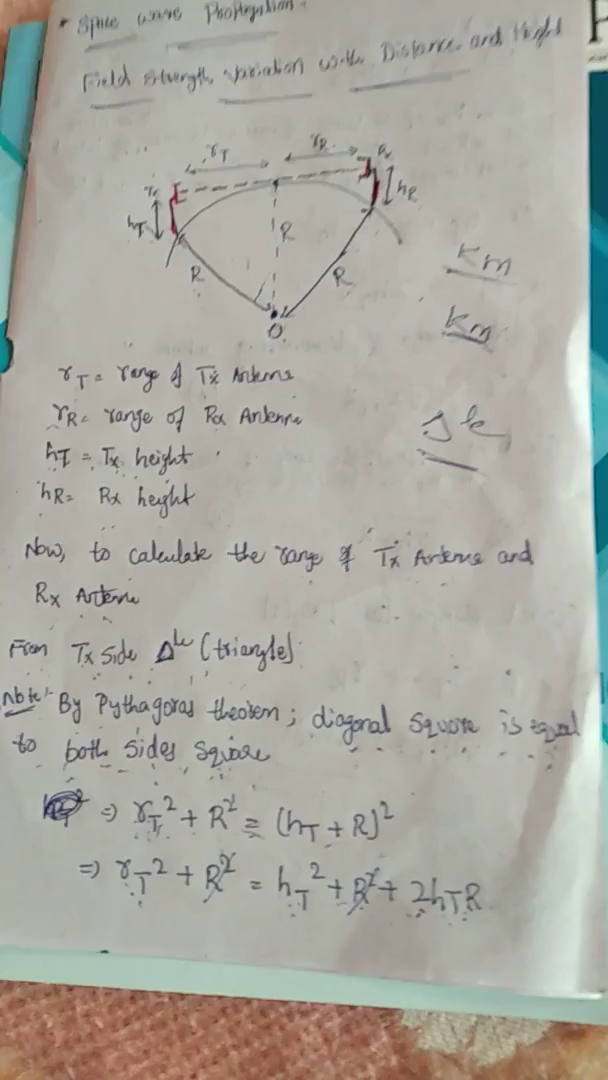 * Space wave Propagation.
Field Strength Variation with Distance and Height
rT rR
Tx Rx
hT hR
R
R R
O
Km
Km
Δle
rT = range of Tx Antenna
rR = range of Rx Antenna
hT = Tx height
hR = Rx height
Now, to calculate the range of Tx Antenna and
Rx Antenna
From Tx side Δle (triangle)
Note:- By Pythagoras theorem; diagonal square is equal
to both sides square
⇒ rT² + R² = (hT + R)²
⇒ rT² + R² = hT² + R² + 2hTR